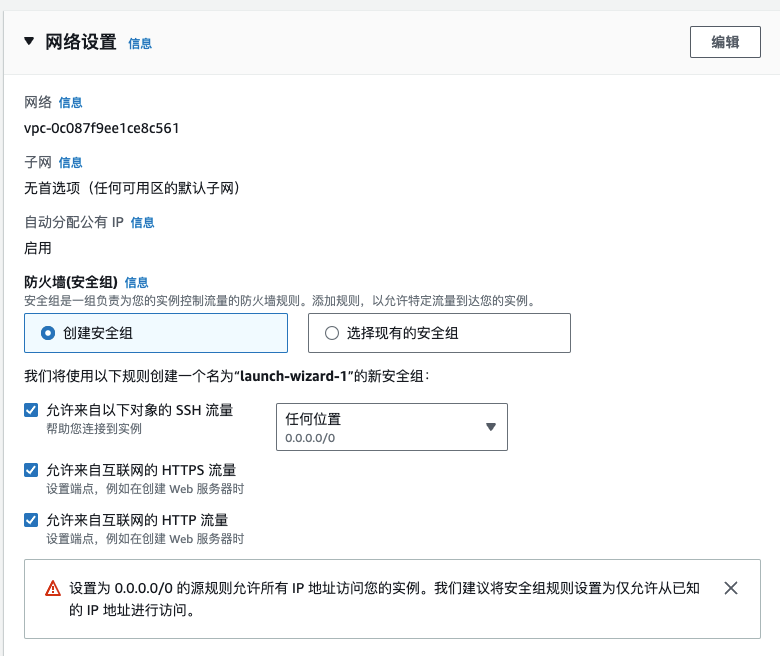 网络设置 信息
编辑
网络 信息
vpc-0c087f9ee1ce8c561
子网 信息
无首选项（任何可用区的默认子网）
自动分配公有 IP 信息
启用
防火墙(安全组) 信息
安全组是一组负责为您的实例控制流量的防火墙规则。添加规则，以允许特定流量到达您的实例。
创建安全组
选择现有的安全组
我们将使用以下规则创建一个名为“launch-wizard-1”的新安全组：
允许来自以下对象的 SSH 流量
帮助您连接到实例
任何位置
0.0.0.0/0
允许来自互联网的 HTTPS 流量
设置端点，例如在创建 Web 服务器时
允许来自互联网的 HTTP 流量
设置端点，例如在创建 Web 服务器时
设置为 0.0.0.0/0 的源规则允许所有 IP 地址访问您的实例。我们建议将安全组规则设置为仅允许从已知
的 IP 地址进行访问。